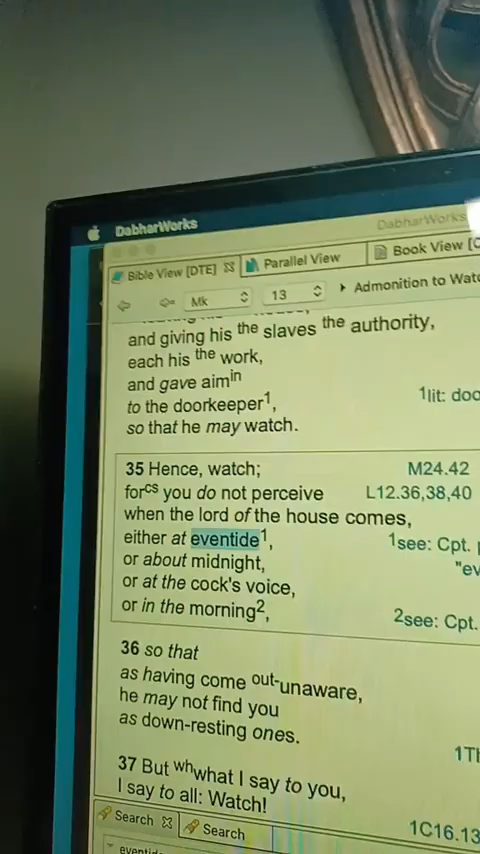 DabharWorks
DabharWorks
Bible View [DTE]
Parallel View
Book View [C
Mk 13 Admonition to Watc
and giving his the slaves the authority,
each his the work,
and gave aimin
to the doorkeeper1, 1lit: doo
so that he may watch.
35 Hence, watch; M24.42
forcs you do not perceive L12.36,38,40
when the lord of the house comes,
either at eventide1, 1see: Cpt.
or about midnight, "ev
or at the cock's voice,
or in the morning2, 2see: Cpt.
36 so that
as having come out-unaware,
he may not find you
as down-resting ones.
37 But whwhat I say to you, 1Th
I say to all: Watch!
1C16.13
Search
Search
eventide